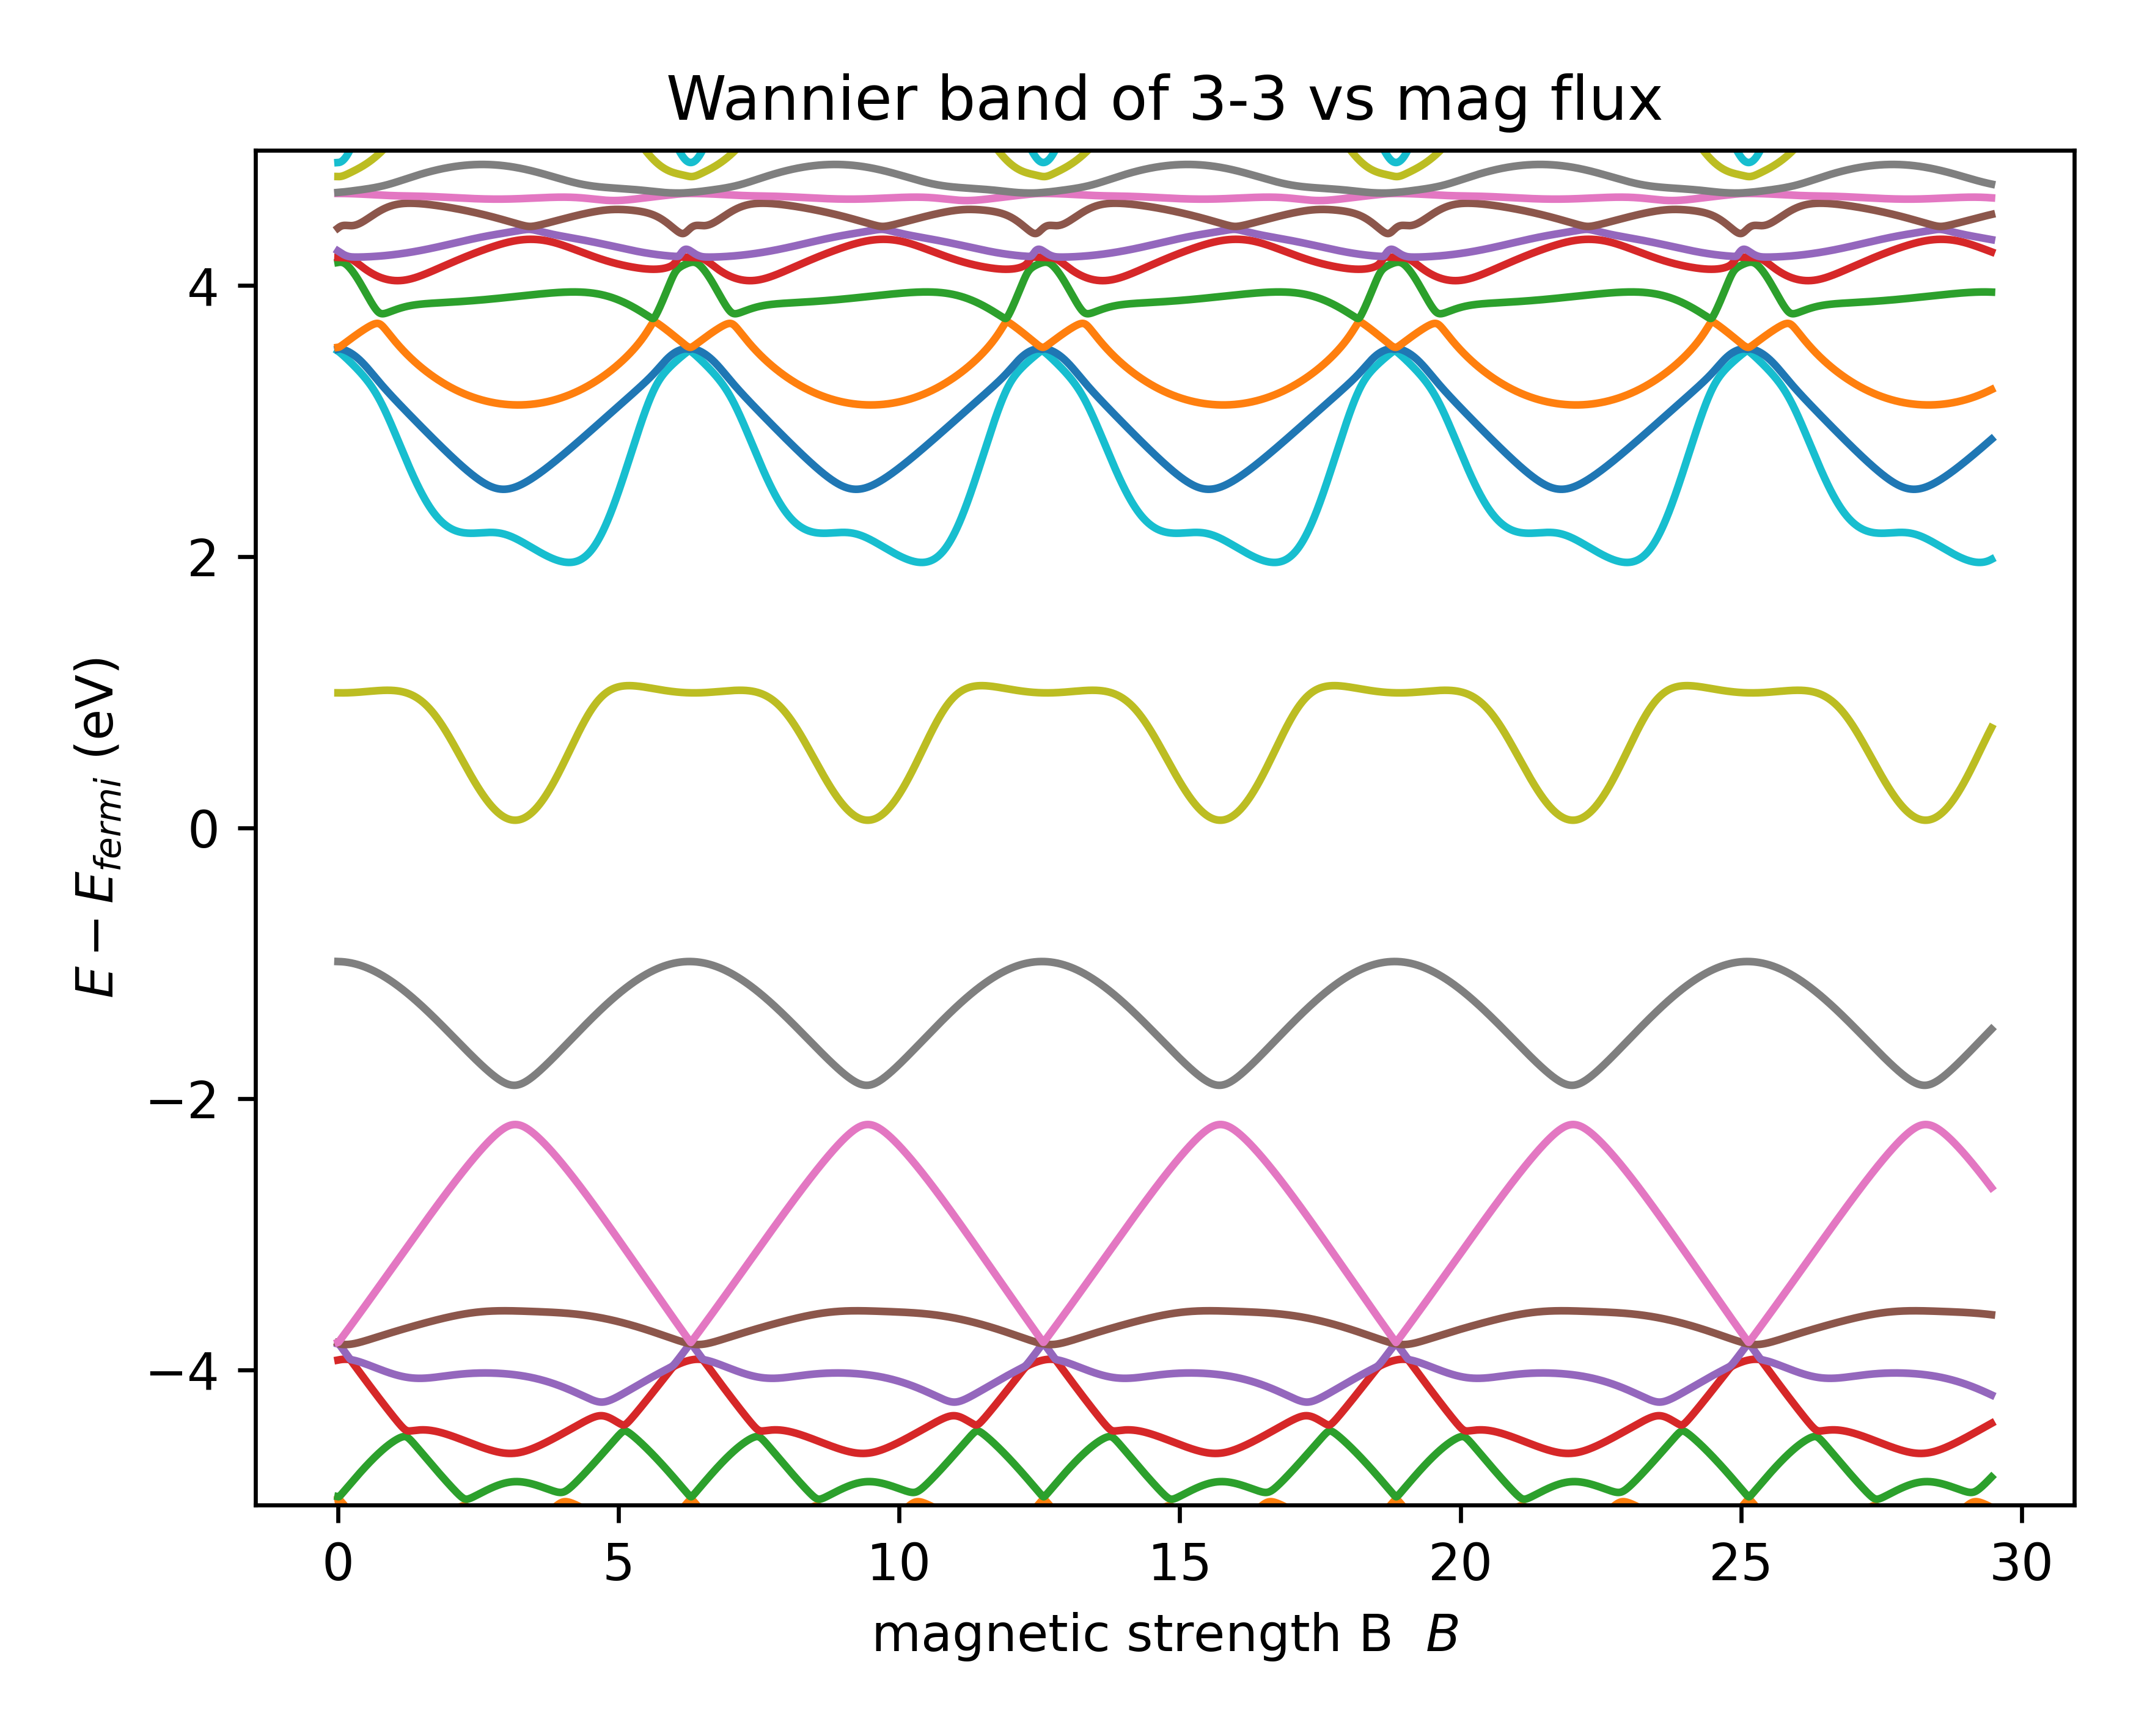 Wannier band of 3-3 vs mag flux
E − E_fermi (eV)
4
2
0
−2
−4
0 5 10 15 20 25 30
magnetic strength B B